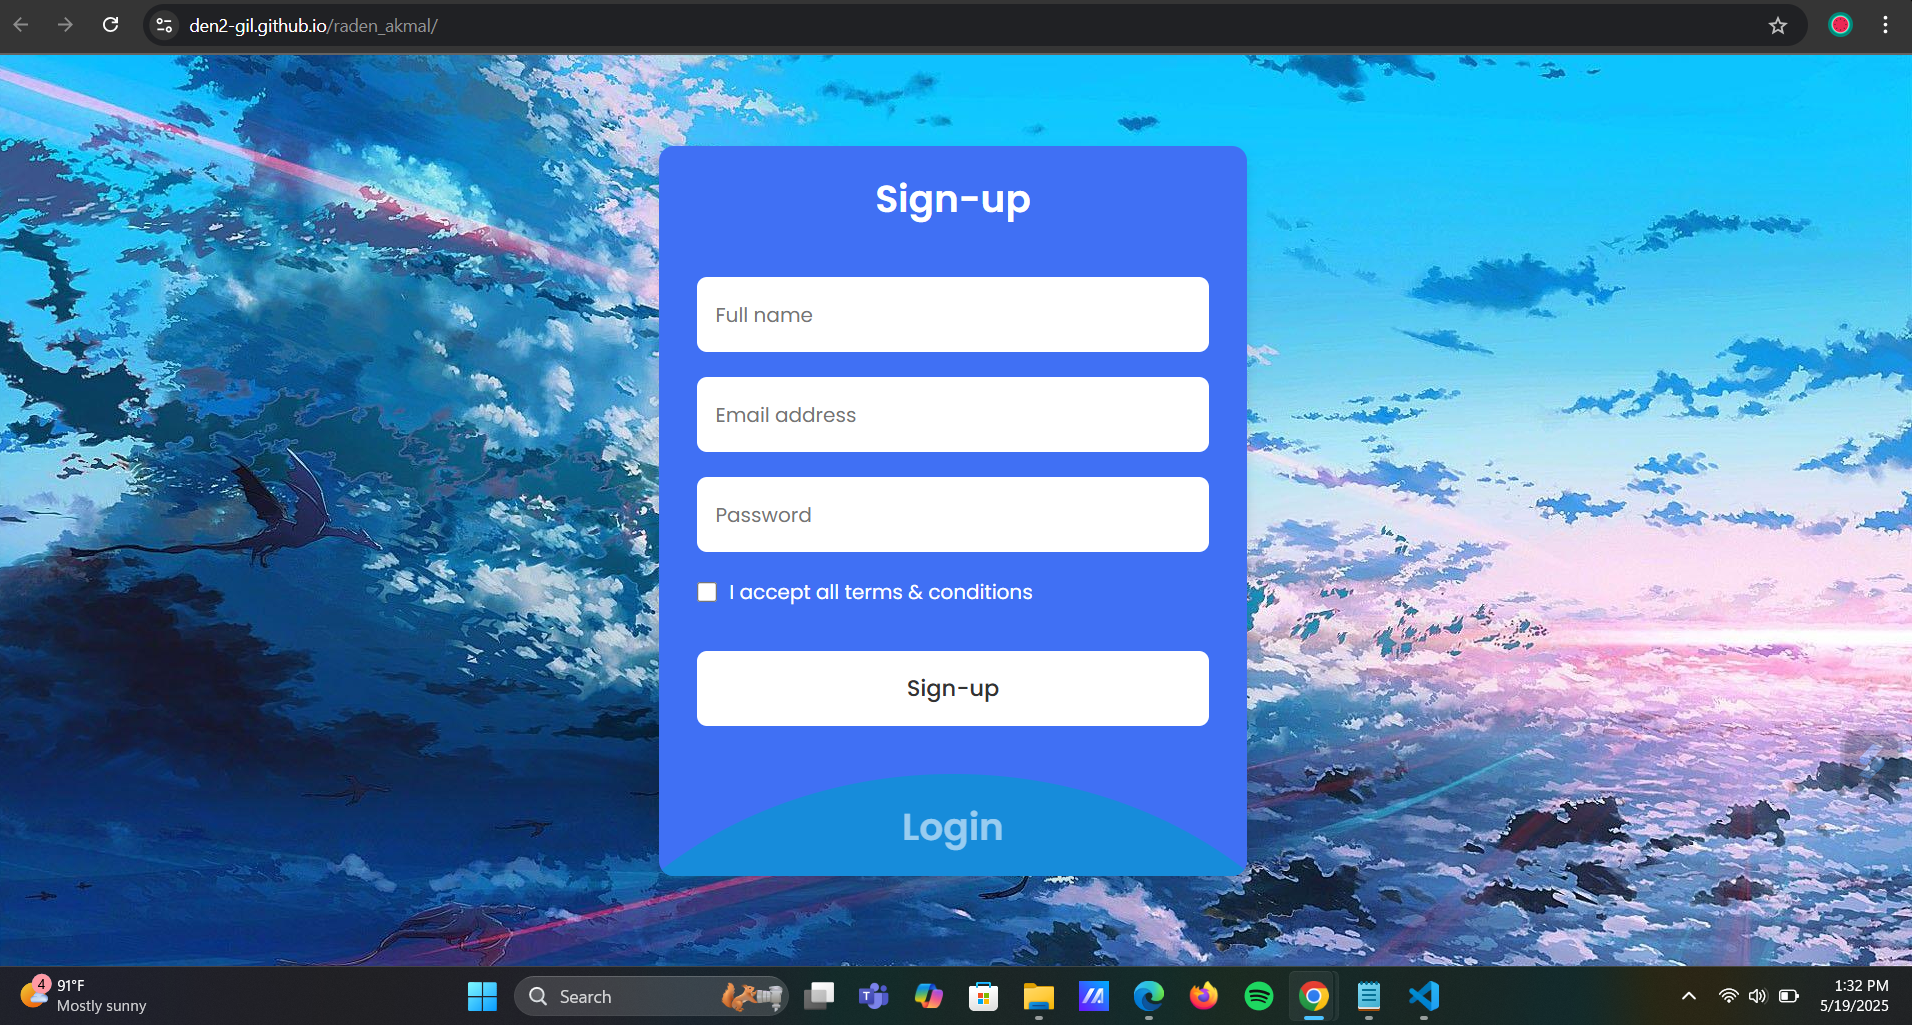 den2-gil.github.io/raden_akmal/
Sign-up
Full name
Email address
Password
I accept all terms & conditions
Sign-up
Login
4
91°F
Mostly sunny
Search
T
1:32 PM
5/19/2025